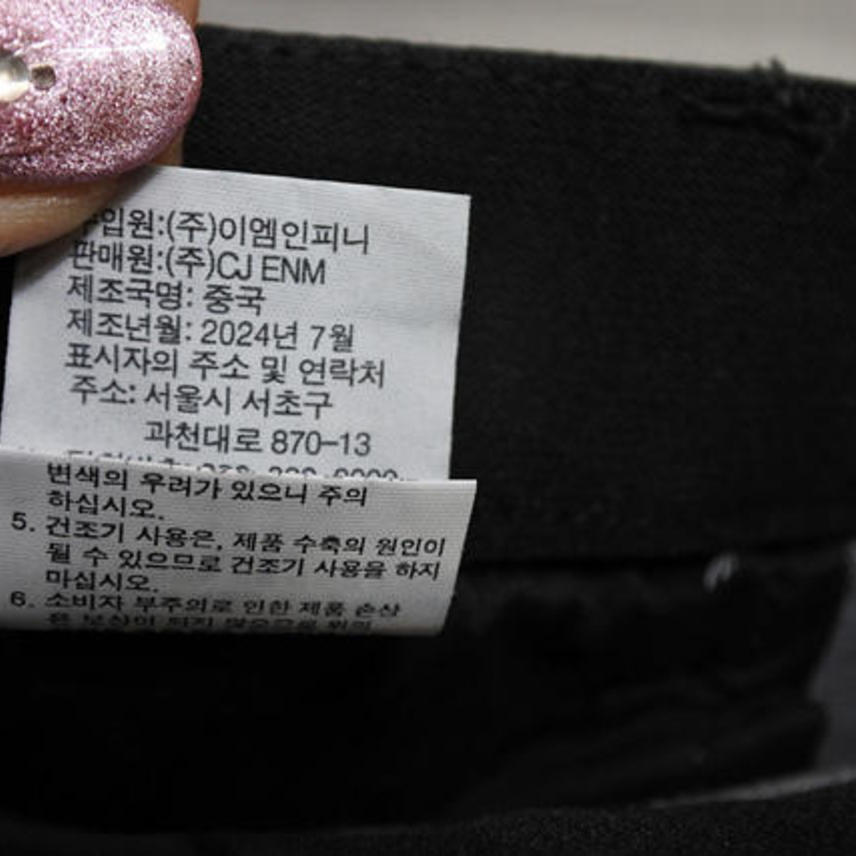 수입원:(주)이엠인피니
판매원:(주)CJ ENM
제조국명: 중국
제조년월: 2024년 7월
표시자의 주소 및 연락처
주소: 서울시 서초구
과천대로 870-13
변색의 우려가 있으니 주의
하십시오.
5. 건조기 사용은, 제품 수축의 원인이
될 수 있으므로 건조기 사용을 하지
마십시오.
6. 소비자 부주의로 인한 제품 손상